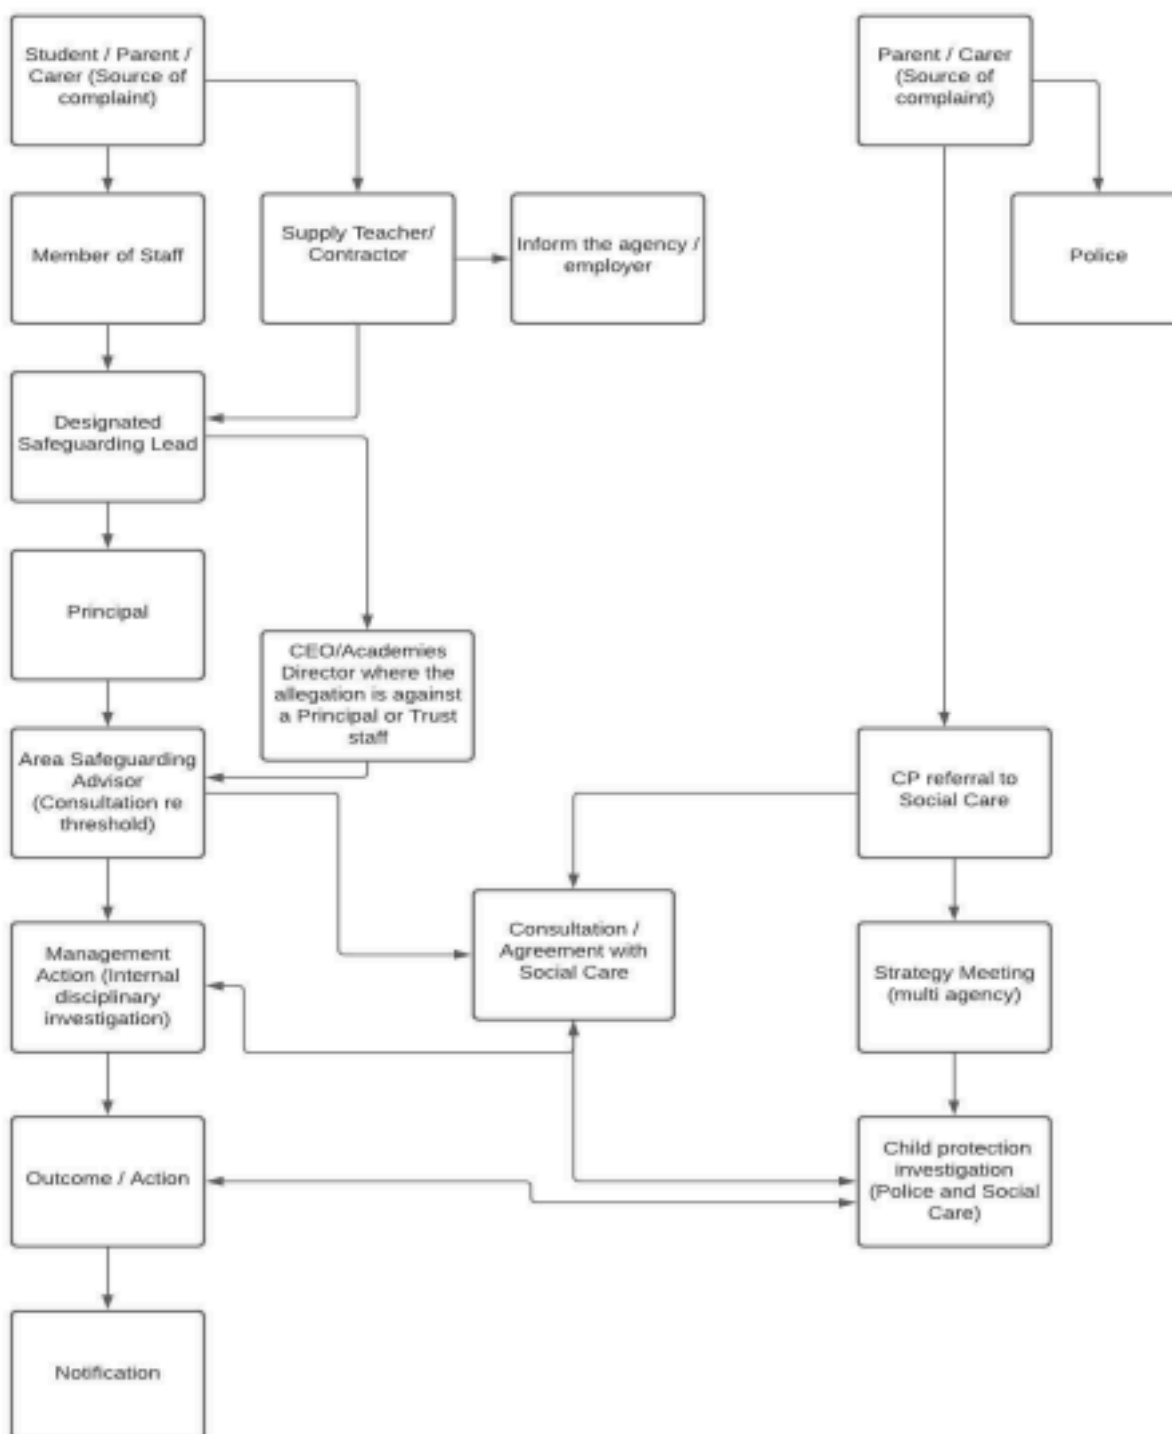 Student / Parent /
Carer (Source of
complaint)
Parent / Carer
(Source of
complaint)
Member of Staff
Supply Teacher/
Contractor
Inform the agency /
employer
Police
Designated
Safeguarding Lead
Principal
CEO/Academies
Director where the
allegation is against
a Principal or Trust
staff
Area Safeguarding
Advisor
(Consultation re
threshold)
CP referral to
Social Care
Management
Action (Internal
disciplinary
investigation)
Consultation /
Agreement with
Social Care
Strategy Meeting
(multi agency)
Outcome / Action
Child protection
investigation
(Police and Social
Care)
Notification